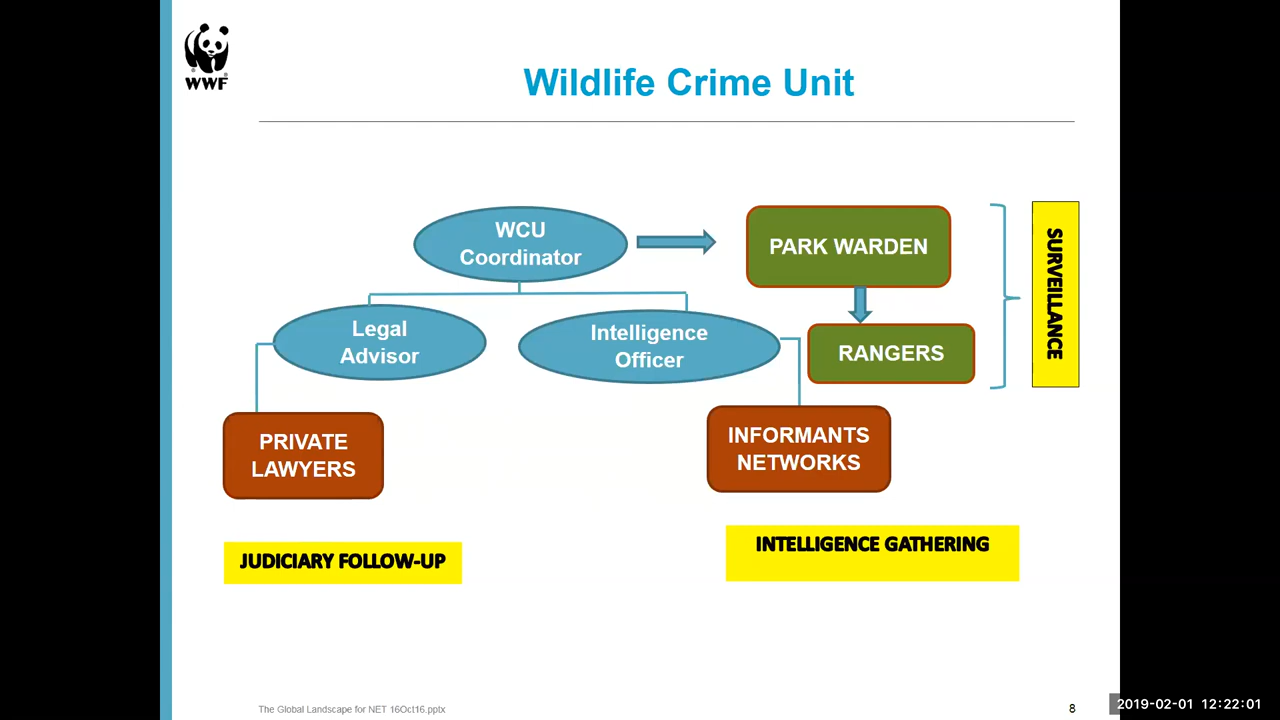 WWF
Wildlife Crime Unit
WCU
Coordinator
PARK WARDEN
SURVEILLANCE
Legal
Advisor
Intelligence
Officer
RANGERS
PRIVATE
LAWYERS
INFORMANTS
NETWORKS
JUDICIARY FOLLOW-UP
INTELLIGENCE GATHERING
The Global Landscape for NET 16Oct16.pptx
8
2019-02-01 12:22:01